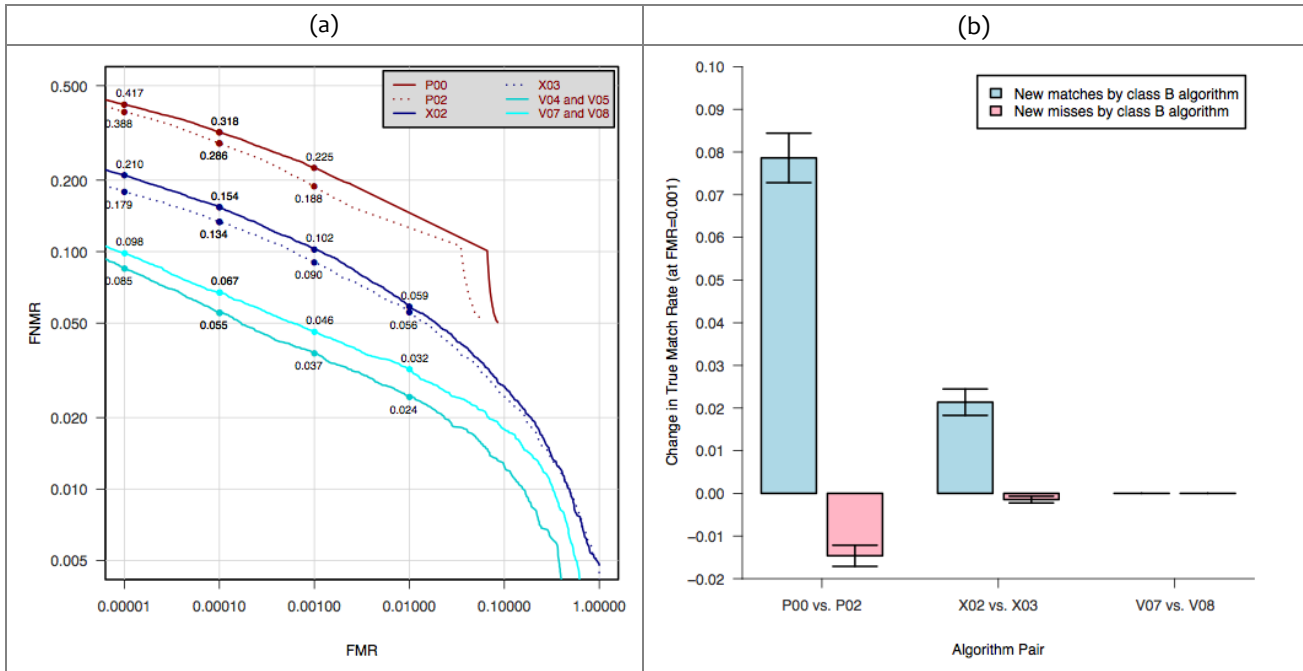 (a)
(b)
P00
P02
X02
X03
V04 and V05
V07 and V08
0.500
0.200
0.100
0.050
0.020
0.010
0.005
FNMR
0.417
0.388
0.318
0.286
0.225
0.188
0.210
0.179
0.154
0.134
0.102
0.090
0.059
0.056
0.098
0.085
0.067
0.055
0.046
0.037
0.032
0.024
0.00001 0.00010 0.00100 0.01000 0.10000 1.00000
FMR
New matches by class B algorithm
New misses by class B algorithm
0.10
0.09
0.08
0.07
0.06
0.05
0.04
0.03
0.02
0.01
0.00
−0.01
−0.02
Change in True Match Rate (at FMR=0.001)
P00 vs. P02 X02 vs. X03 V07 vs. V08
Algorithm Pair